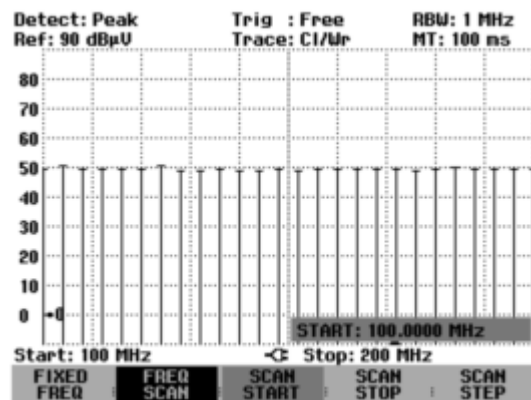 Detect: Peak Trig : Free RBW: 1 MHz
Ref: 90 dBµV Trace: Cl/Wr MT: 100 ms
80
70
60
50
40
30
20
10
0
START: 100.0000 MHz
Start: 100 MHz Stop: 200 MHz
FIXED FREQ SCAN SCAN SCAN
FREQ SCAN START STOP STEP